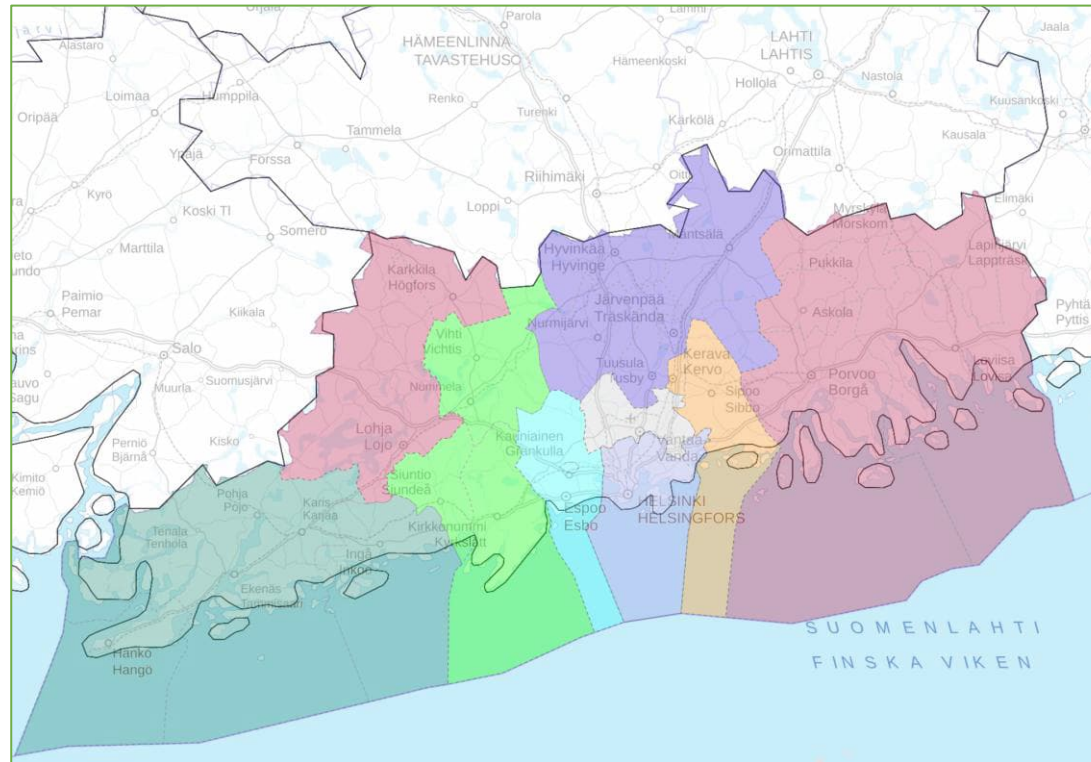 Alastaro
Loimaa
Oripää
Humppila
Ypäjä
Forssa
Tammela
Kyrö
Koski Tl
Marttila
Somero
HÄMEENLINNA
TAVASTEHUS
Parola
Renko
Turenki
Hämeenkoski
Lammi
LAHTI
LAHTIS
Hollola
Nastola
Jaala
Kuusankoski
Kausala
Kärkölä
Orimattila
Riihimäki
Loppi
Elimäki
Paimio
Pemar
Kiikala
Salo
Muurla
Suomusjärvi
Perniö
Bjärnå
Kisko
Kimito
Kemiö
Karkkila
Högfors
Hyvinkää
Hyvinge
Järvenpää
Träskända
Nurmijärvi
Vihti
Vichtis
Nummela
Tuusula
Tusby
Kerava
Kervo
Sipoo
Sibbo
Myrskylä
Mörskom
Pukkila
Askola
Lapinjärvi
Lappträsk
Pyhtä
Pyttis
Loviisa
Lovisa
Porvoo
Borgå
Lohja
Lojo
Kauniainen
Grankulla
Vantaa
Vanda
Siuntio
Sjundeå
Kirkkonummi
Kyrkslätt
Espoo
Esbo
HELSINKI
HELSINGFORS
Pohja
Pojo
Karis
Karjaa
Tenala
Tenhola
Ingå
Inkoo
Ekenäs
Tammisaari
Hanko
Hangö
SUOMENLAHTI
FINSKA VIKEN